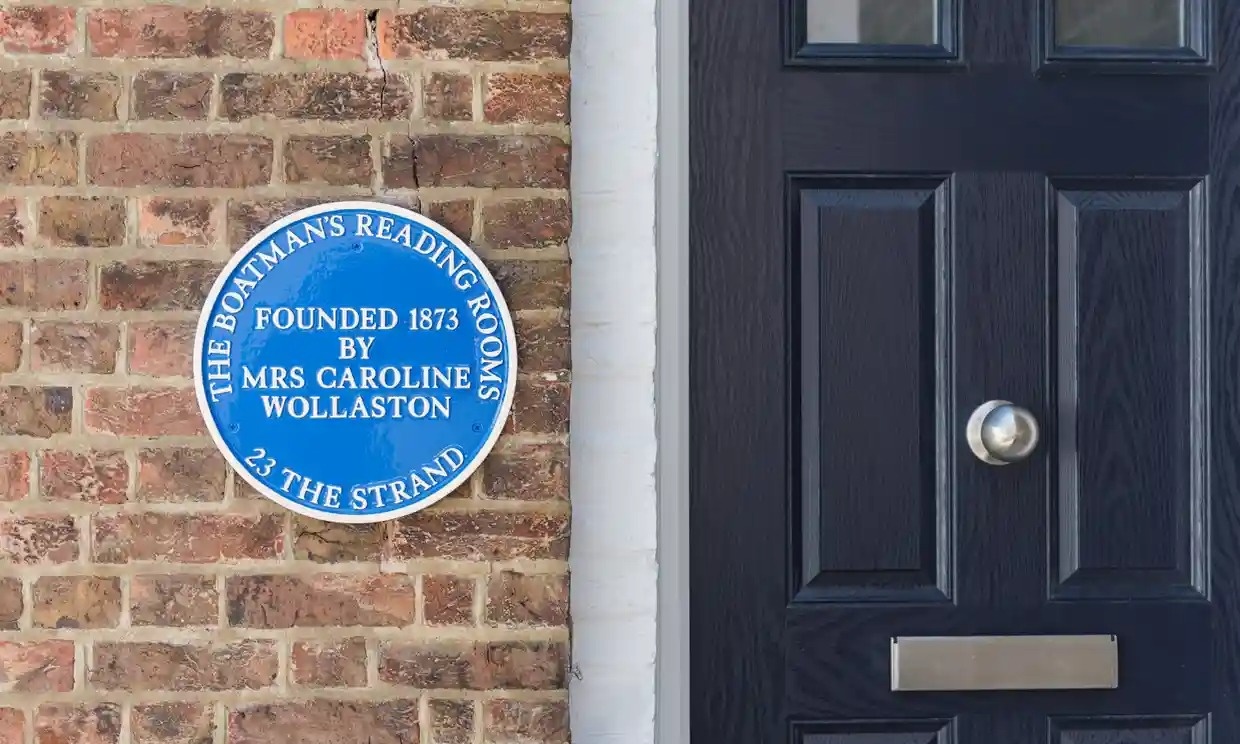 THE BOATMAN'S READING ROOMS
FOUNDED 1873
BY
MRS CAROLINE
WOLLASTON
23 THE STRAND